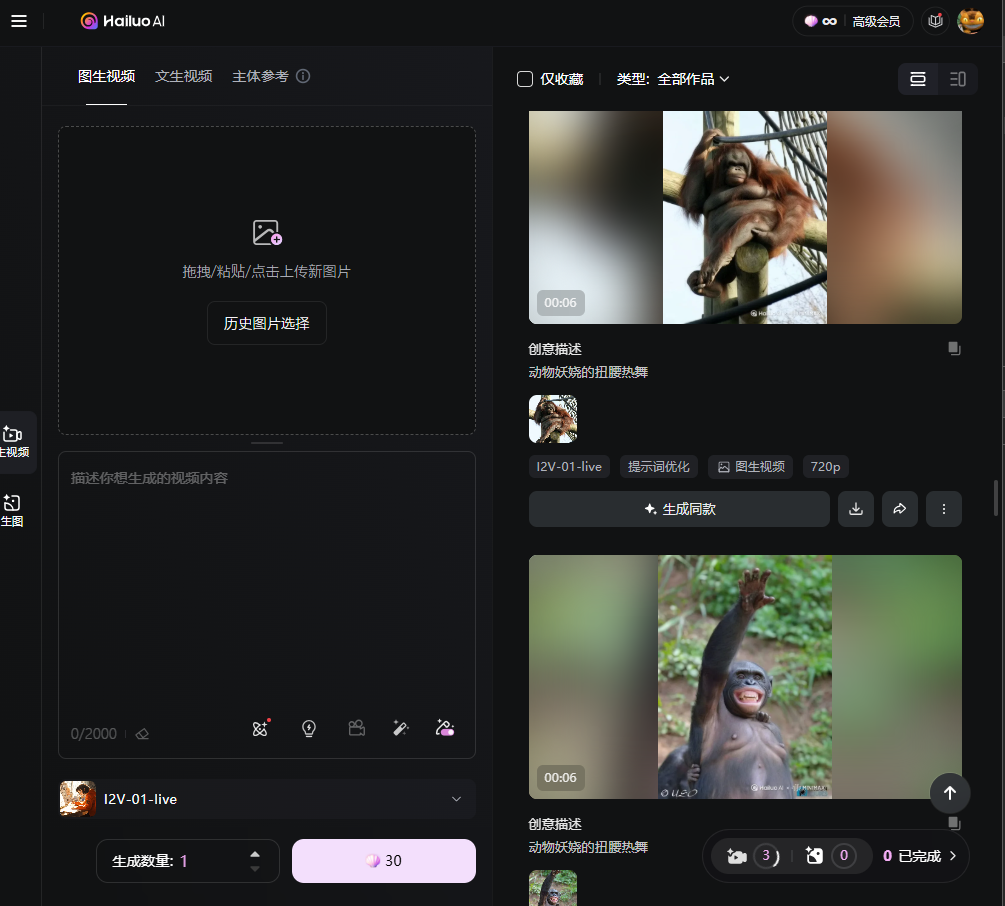 Hailuo AI
∞
高级会员
图生视频
文生视频
主体参考
仅收藏
类型: 全部作品
拖拽/粘贴/点击上传新图片
历史图片选择
00:06
创意描述
动物妖娆的扭腰热舞
I2V-01-live
提示词优化
图生视频
720p
生成同款
生视频
生图
描述你想生成的视频内容
0/2000
I2V-01-live
生成数量: 1
30
00:06
Hailuo AI
创意描述
动物妖娆的扭腰热舞
3
0
0 已完成